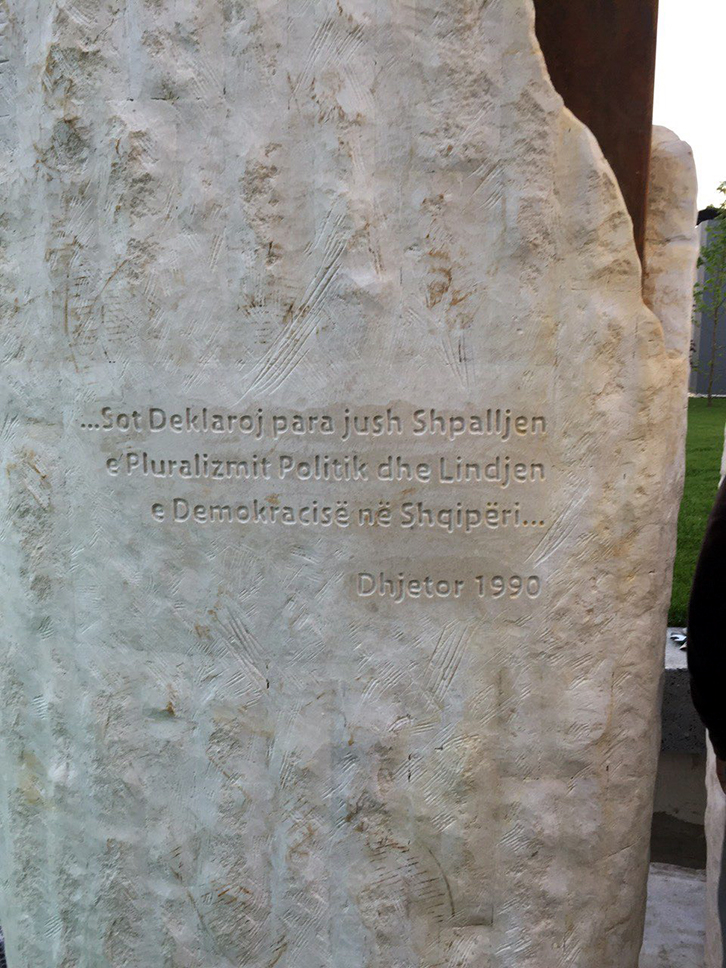 ...Sot Deklaroj para jush Shpalljen
e Pluralizmit Politik dhe Lindjen
e Demokracisë në Shqipëri...
Dhjetor 1990